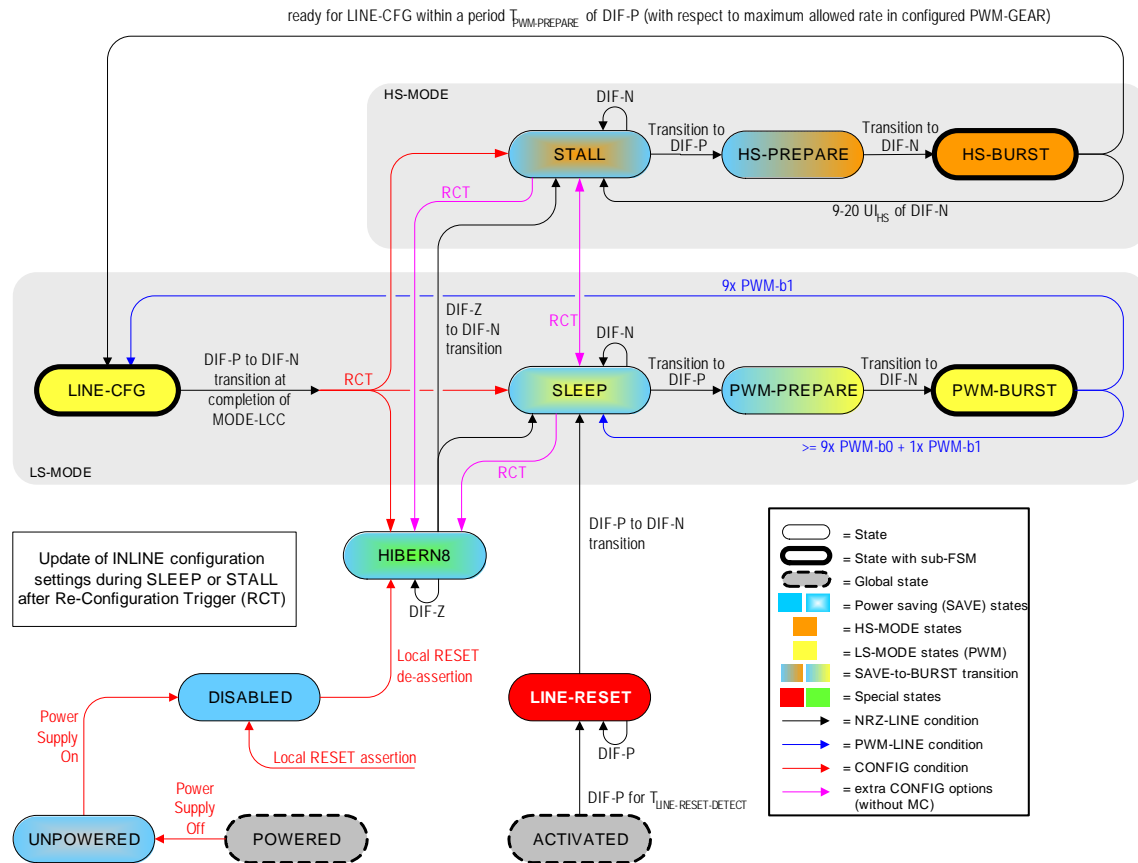 ready for LINE-CFG within a period T_PWM-PREPARE of DIF-P (with respect to maximum allowed rate in configured PWM-GEAR)
HS-MODE
DIF-N
STALL
Transition to
DIF-P
HS-PREPARE
Transition to
DIF-N
HS-BURST
RCT
9-20 UI_HS of DIF-N
9x PWM-b1
DIF-Z
to DIF-N
transition
RCT
DIF-N
LINE-CFG
DIF-P to DIF-N
transition at
completion of
MODE-LCC
RCT
SLEEP
Transition to
DIF-P
PWM-PREPARE
Transition to
DIF-N
PWM-BURST
>= 9x PWM-b0 + 1x PWM-b1
RCT
LS-MODE
Update of INLINE configuration
settings during SLEEP or STALL
after Re-Configuration Trigger (RCT)
HIBERN8
DIF-Z
DIF-P to DIF-N
transition
Local RESET
de-assertion
DISABLED
LINE-RESET
DIF-P
Power
Supply
On
Local RESET assertion
Power
Supply
Off
DIF-P for T_LINE-RESET-DETECT
UNPOWERED
POWERED
ACTIVATED
= State
= State with sub-FSM
= Global state
= Power saving (SAVE) states
= HS-MODE states
= LS-MODE states (PWM)
= SAVE-to-BURST transition
= Special states
= NRZ-LINE condition
= PWM-LINE condition
= CONFIG condition
= extra CONFIG options
(without MC)